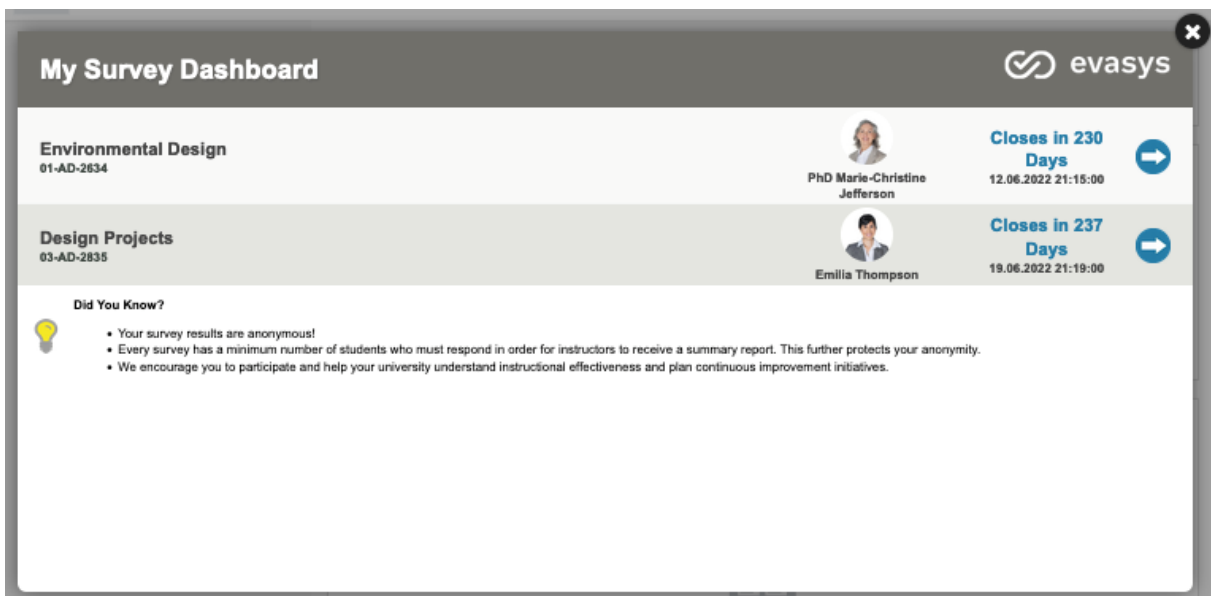 My Survey Dashboard
evasys
Environmental Design
01-AD-2634
PhD Marie-Christine
Jefferson
Closes in 230
Days
12.06.2022 21:15:00
Design Projects
03-AD-2835
Emilia Thompson
Closes in 237
Days
19.06.2022 21:19:00
Did You Know?
• Your survey results are anonymous!
• Every survey has a minimum number of students who must respond in order for instructors to receive a summary report. This further protects your anonymity.
• We encourage you to participate and help your university understand instructional effectiveness and plan continuous improvement initiatives.